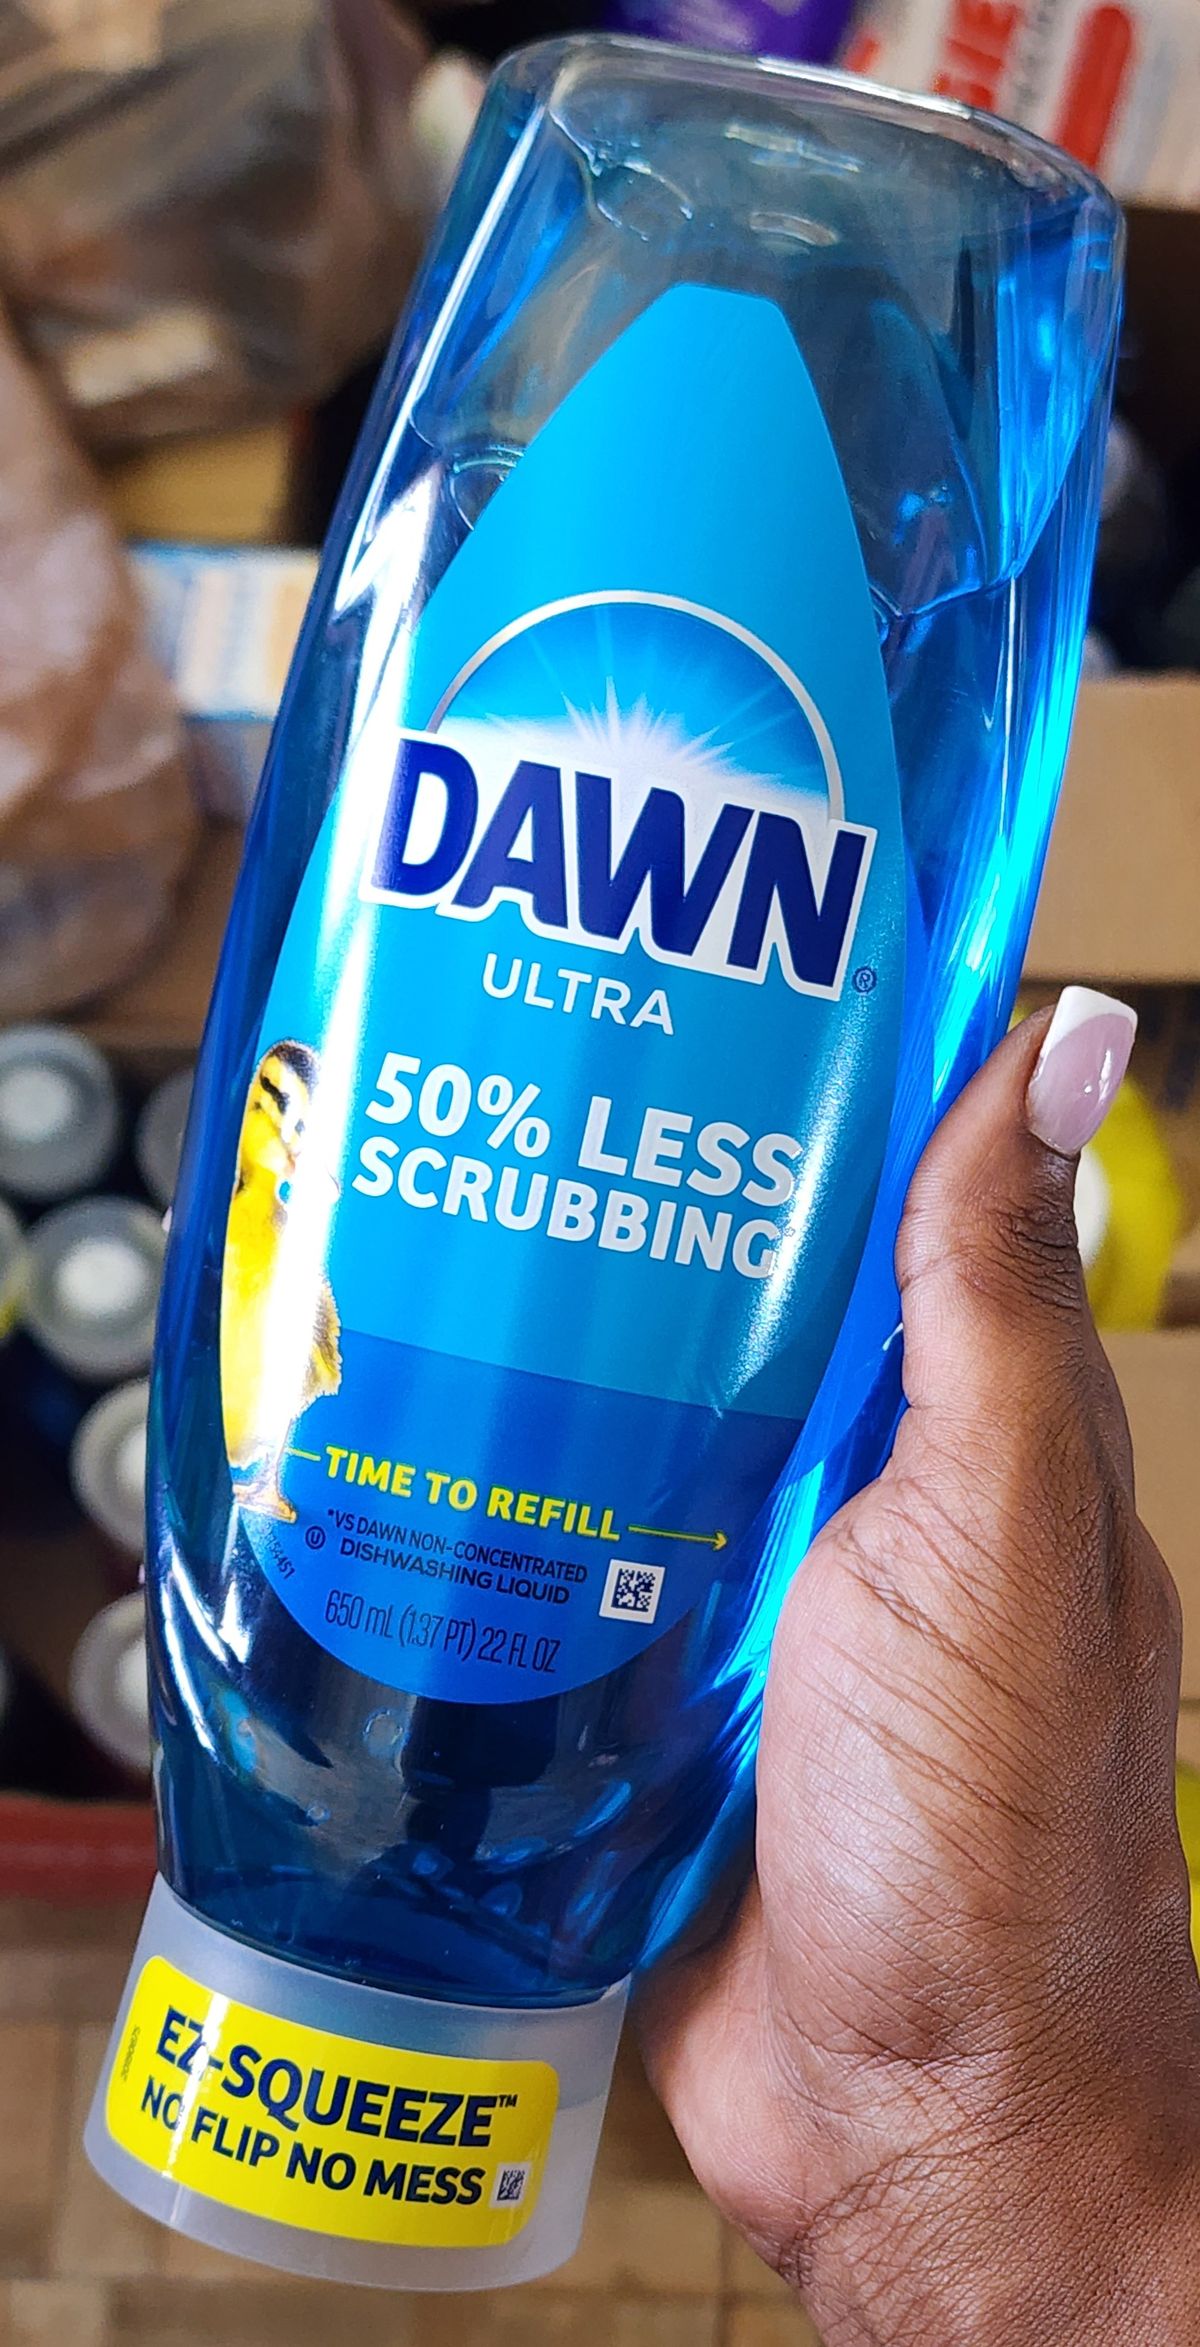 DAWN®
ULTRA
50% LESS
SCRUBBING
TIME TO REFILL
*VS DAWN NON-CONCENTRATED
DISHWASHING LIQUID
650 mL (1.37 PT) 22 FL OZ
EZ-SQUEEZE™
NO FLIP NO MESS